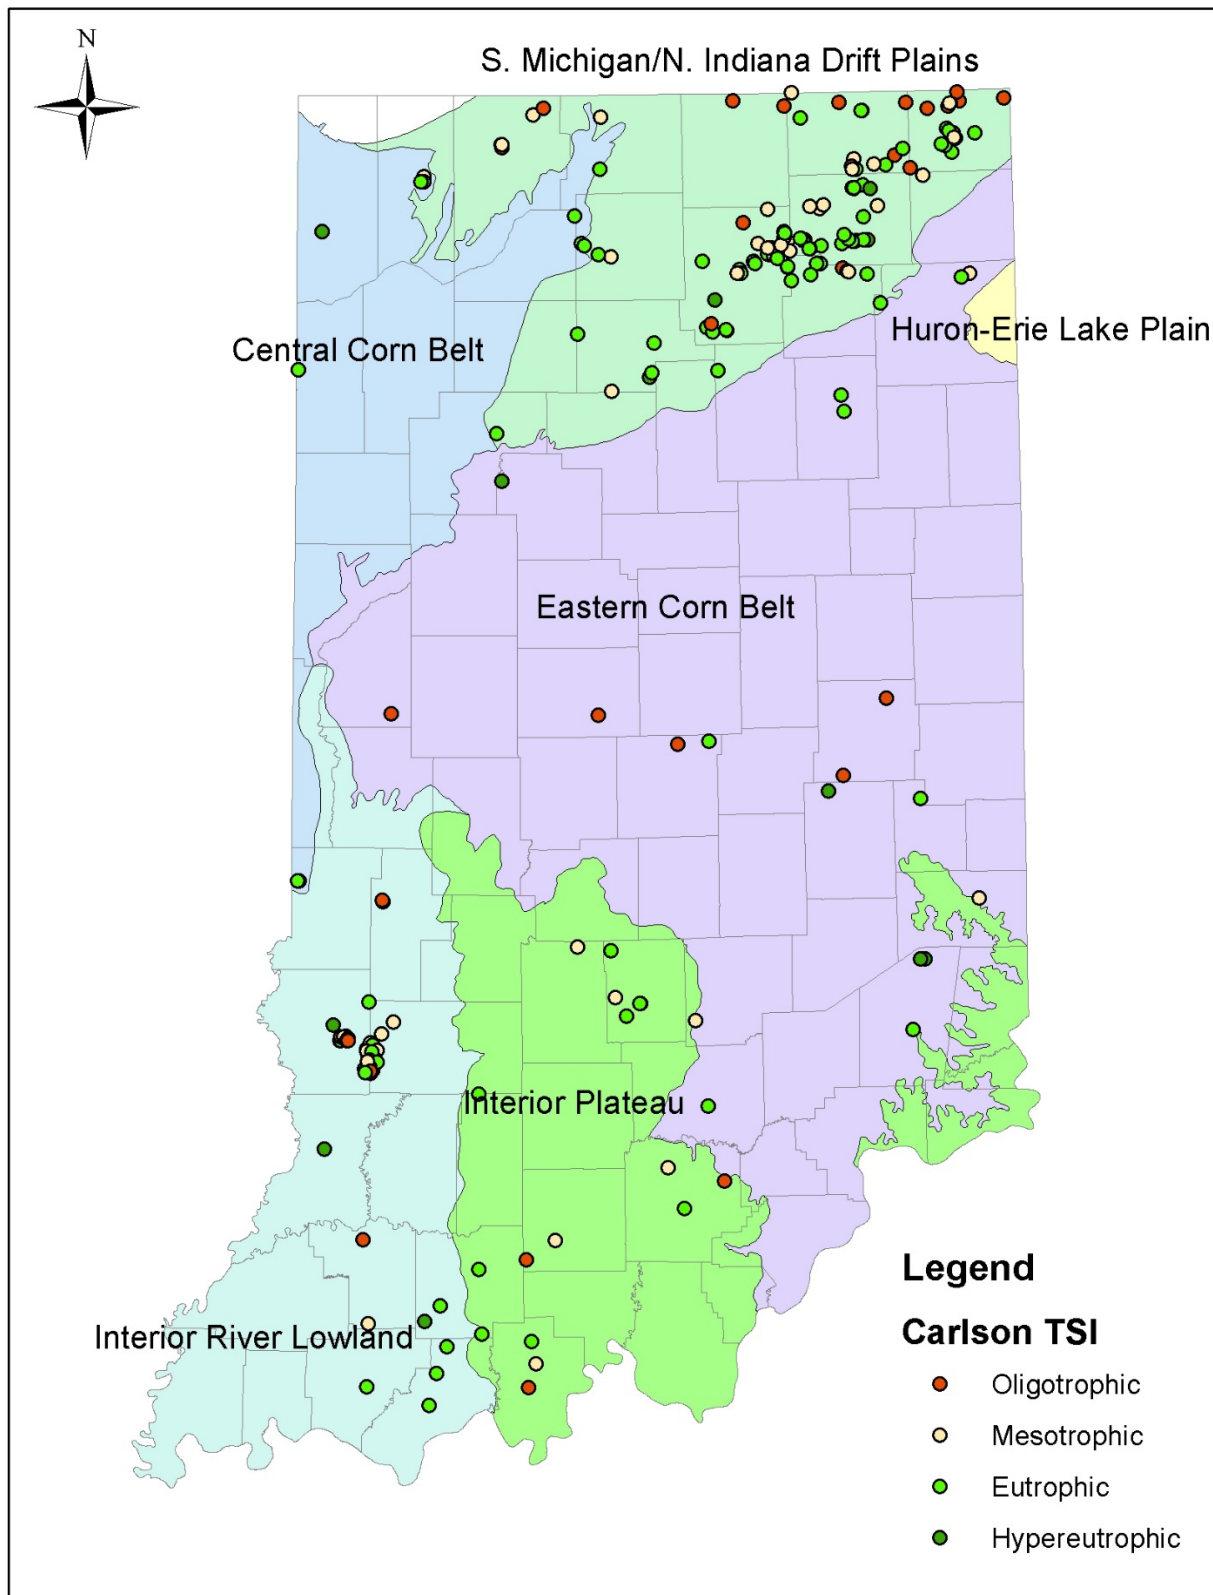 N
S. Michigan/N. Indiana Drift Plains
Huron-Erie Lake Plain
Central Corn Belt
Eastern Corn Belt
Interior Plateau
Interior River Lowland
Legend
Carlson TSI
Oligotrophic
Mesotrophic
Eutrophic
Hypereutrophic